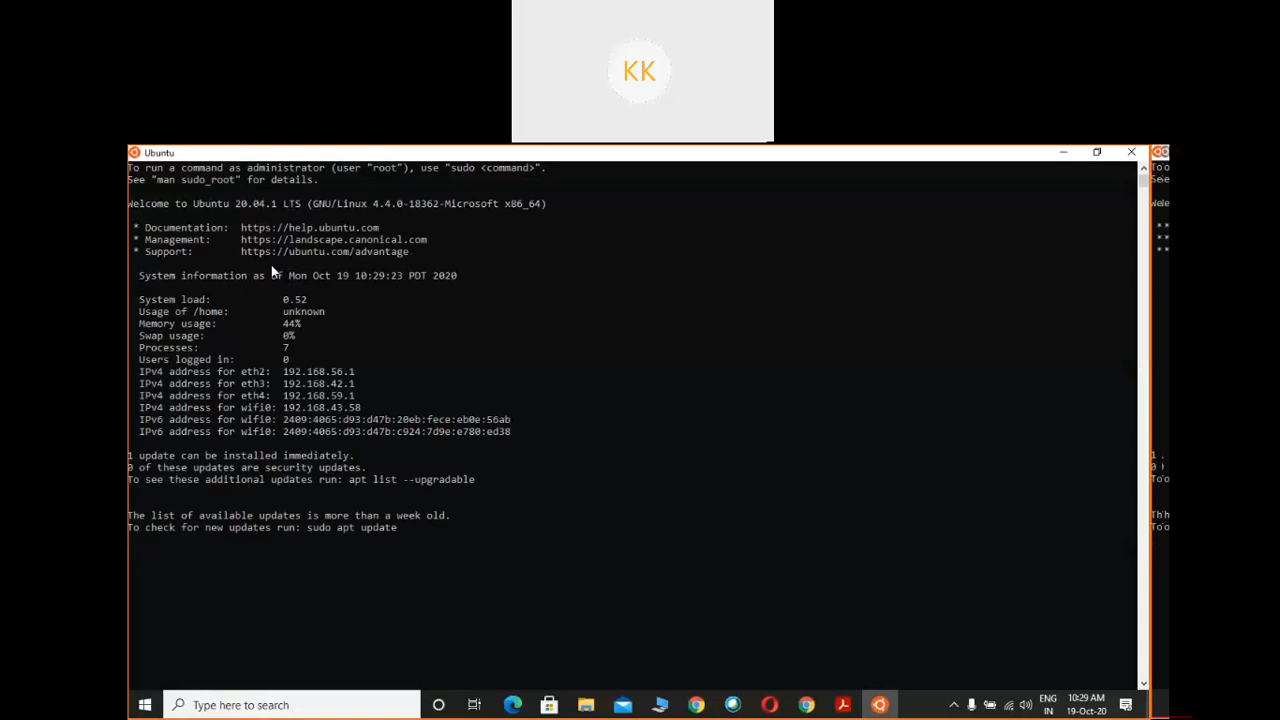 KK
Ubuntu
To run a command as administrator (user "root"), use "sudo <command>".
See "man sudo_root" for details.
Welcome to Ubuntu 20.04.1 LTS (GNU/Linux 4.4.0-18362-Microsoft x86_64)
* Documentation: https://help.ubuntu.com
* Management: https://landscape.canonical.com
* Support: https://ubuntu.com/advantage
System information as of Mon Oct 19 10:29:23 PDT 2020
System load: 0.52
Usage of /home: unknown
Memory usage: 44%
Swap usage: 0%
Processes: 7
Users logged in: 0
IPv4 address for eth2: 192.168.56.1
IPv4 address for eth3: 192.168.42.1
IPv4 address for eth4: 192.168.59.1
IPv4 address for wifi0: 192.168.43.58
IPv6 address for wifi0: 2409:4065:d93:d47b:20eb:fece:eb0e:56ab
IPv6 address for wifi0: 2409:4065:d93:d47b:c924:7d9e:e780:ed38
1 update can be installed immediately.
0 of these updates are security updates.
To see these additional updates run: apt list --upgradable
The list of available updates is more than a week old.
To check for new updates run: sudo apt update
Type here to search
ENG
IN
10:29 AM
19-Oct-20